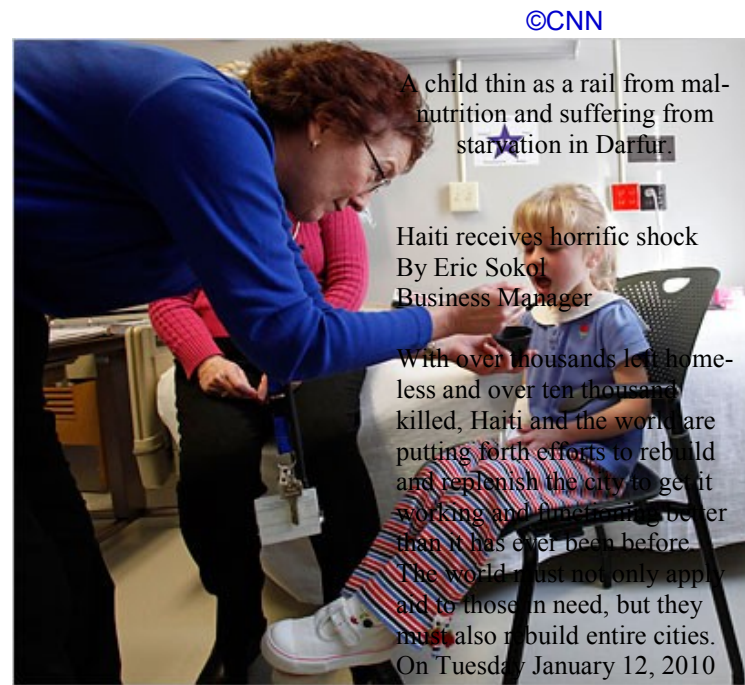 ©CNN
A child thin as a rail from mal-
nutrition and suffering from
starvation in Darfur.
Haiti receives horrific shock
By Eric Sokol
Business Manager
With over thousands left home-
less and over ten thousand
killed, Haiti and the world are
putting forth efforts to rebuild
and replenish the city to get it
working and functioning better
than it has ever been before.
The world must not only apply
aid to those in need, but they
must also rebuild entire cities.
On Tuesday January 12, 2010